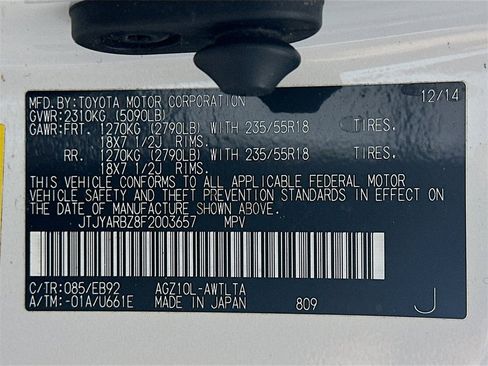 MFD.BY:TOYOTA MOTOR CORPORATION 12/14
GVWR:2310KG (5090LB)
GAWR:FRT. 1270KG (2790LB) WITH 235/55R18 TIRES.
18X7 1/2J RIMS.
RR. 1270KG (2790LB) WITH 235/55R18 TIRES.
18X7 1/2J RIMS.
THIS VEHICLE CONFORMS TO ALL APPLICABLE FEDERAL MOTOR
VEHICLE SAFETY AND THEFT PREVENTION STANDARDS IN EFFECT ON
THE DATE OF MANUFACTURE SHOWN ABOVE.
JTJYARBZ8F2003657 MPV
C/TR:085/EB92 AGZ10L-AWTLTA
A/TM:-01A/U661E MADE IN JAPAN 809 J